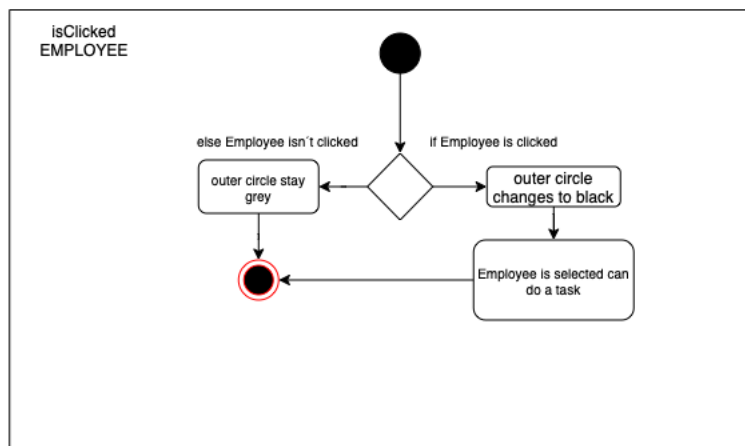 isClicked
EMPLOYEE
else Employee isn´t clicked
if Employee is clicked
outer circle stay
grey
outer circle
changes to black
Employee is selected can
do a task